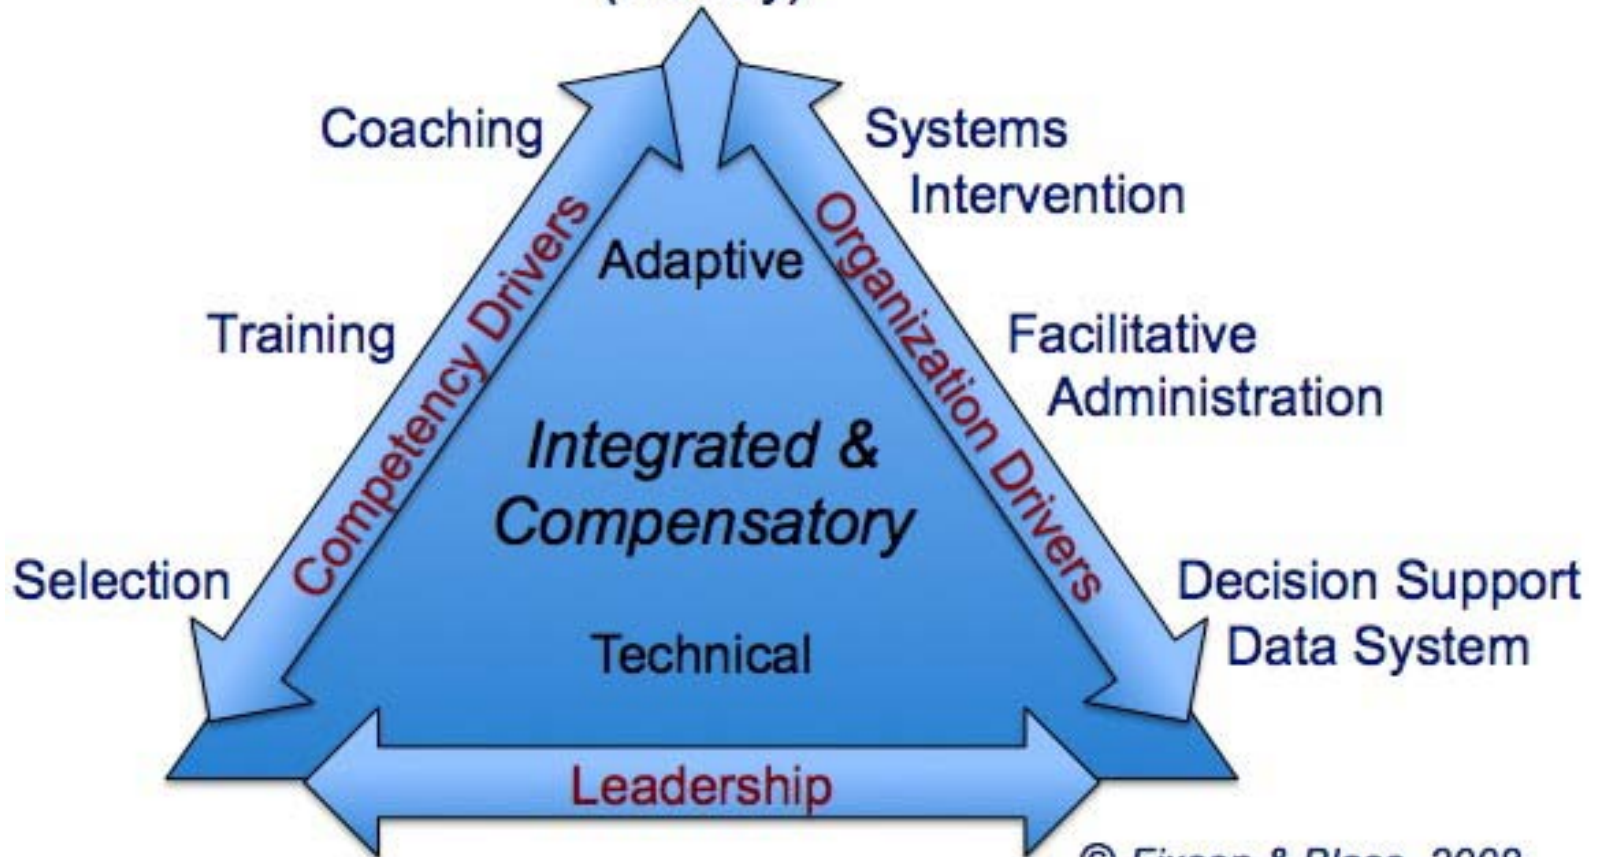 Coaching
Systems
Intervention
Adaptive
Competency Drivers
Organization Drivers
Training
Facilitative
Administration
Integrated &
Compensatory
Selection
Decision Support
Data System
Technical
Leadership